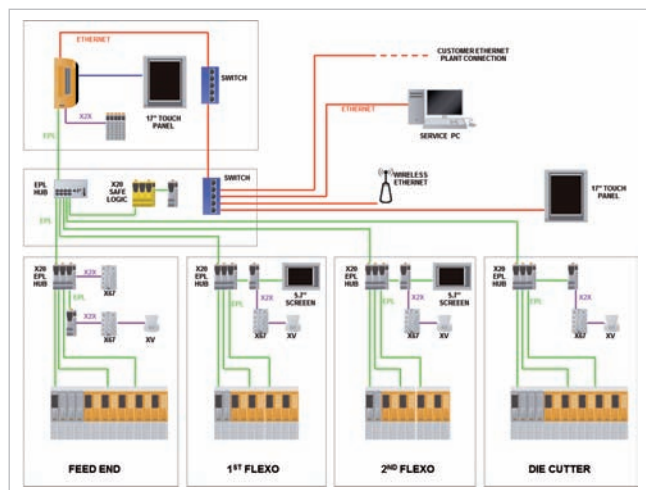 ETHERNET
SWITCH
17" TOUCH
PANEL
X2X
EPL
CUSTOMER ETHERNET
PLANT CONNECTION
ETHERNET
SERVICE PC
EPL
HUB
X20
SAFE
LOGIC
SWITCH
WIRELESS
ETHERNET
17" TOUCH
PANEL
EPL
X20
EPL
HUB
X2X
X67
EPL
X2X
X67
XV
FEED END
X20
EPL
HUB
EPL
X2X
5.7"
SCREEEN
X67
XV
1ST FLEXO
X20
EPL
HUB
EPL
X2X
5.7"
SCREEEN
X67
XV
2ND FLEXO
X20
EPL
HUB
EPL
X2X
X67
XV
DIE CUTTER